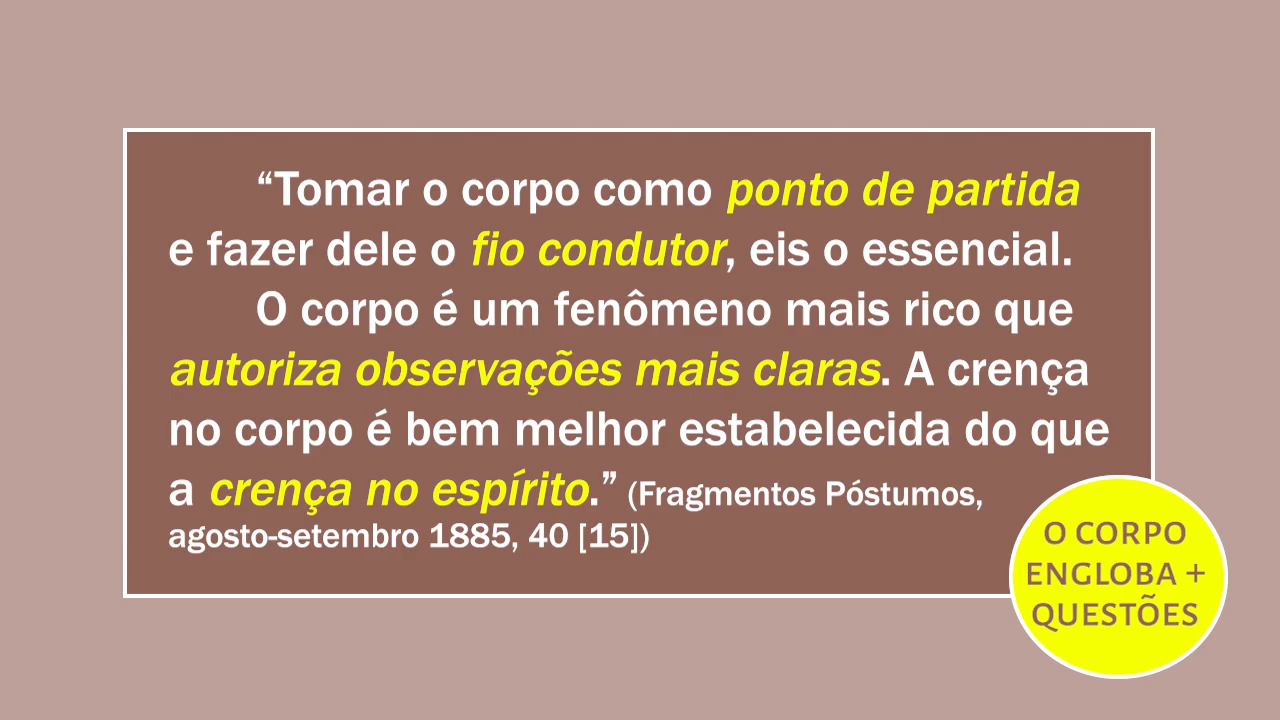 “Tomar o corpo como ponto de partida
e fazer dele o fio condutor, eis o essencial.
O corpo é um fenômeno mais rico que
autoriza observações mais claras. A crença
no corpo é bem melhor estabelecida do que
a crença no espírito.” (Fragmentos Póstumos,
agosto-setembro 1885, 40 [15])
O CORPO
ENGLOBA +
QUESTÕES